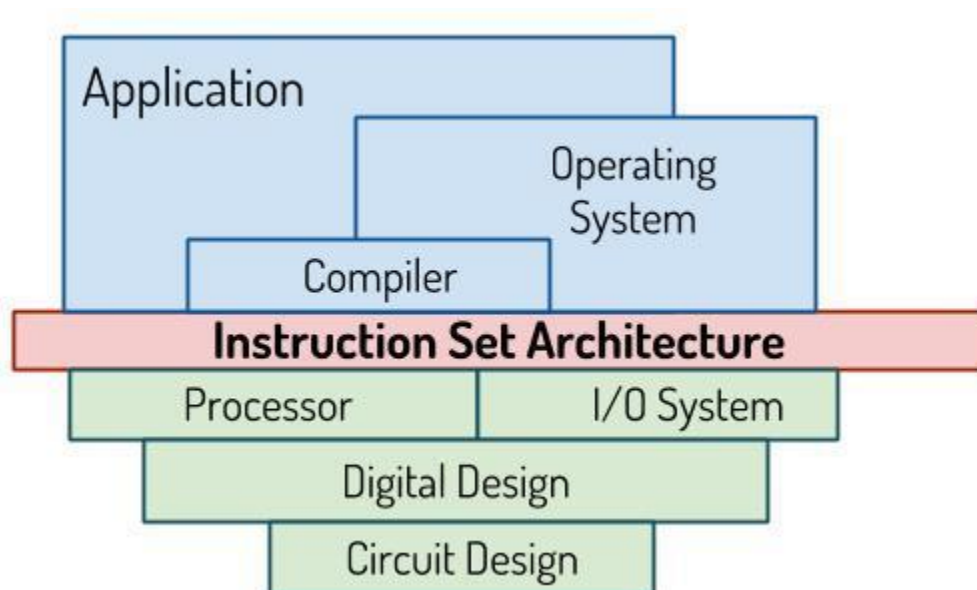 Application
Operating
System
Compiler
Instruction Set Architecture
Processor
I/O System
Digital Design
Circuit Design